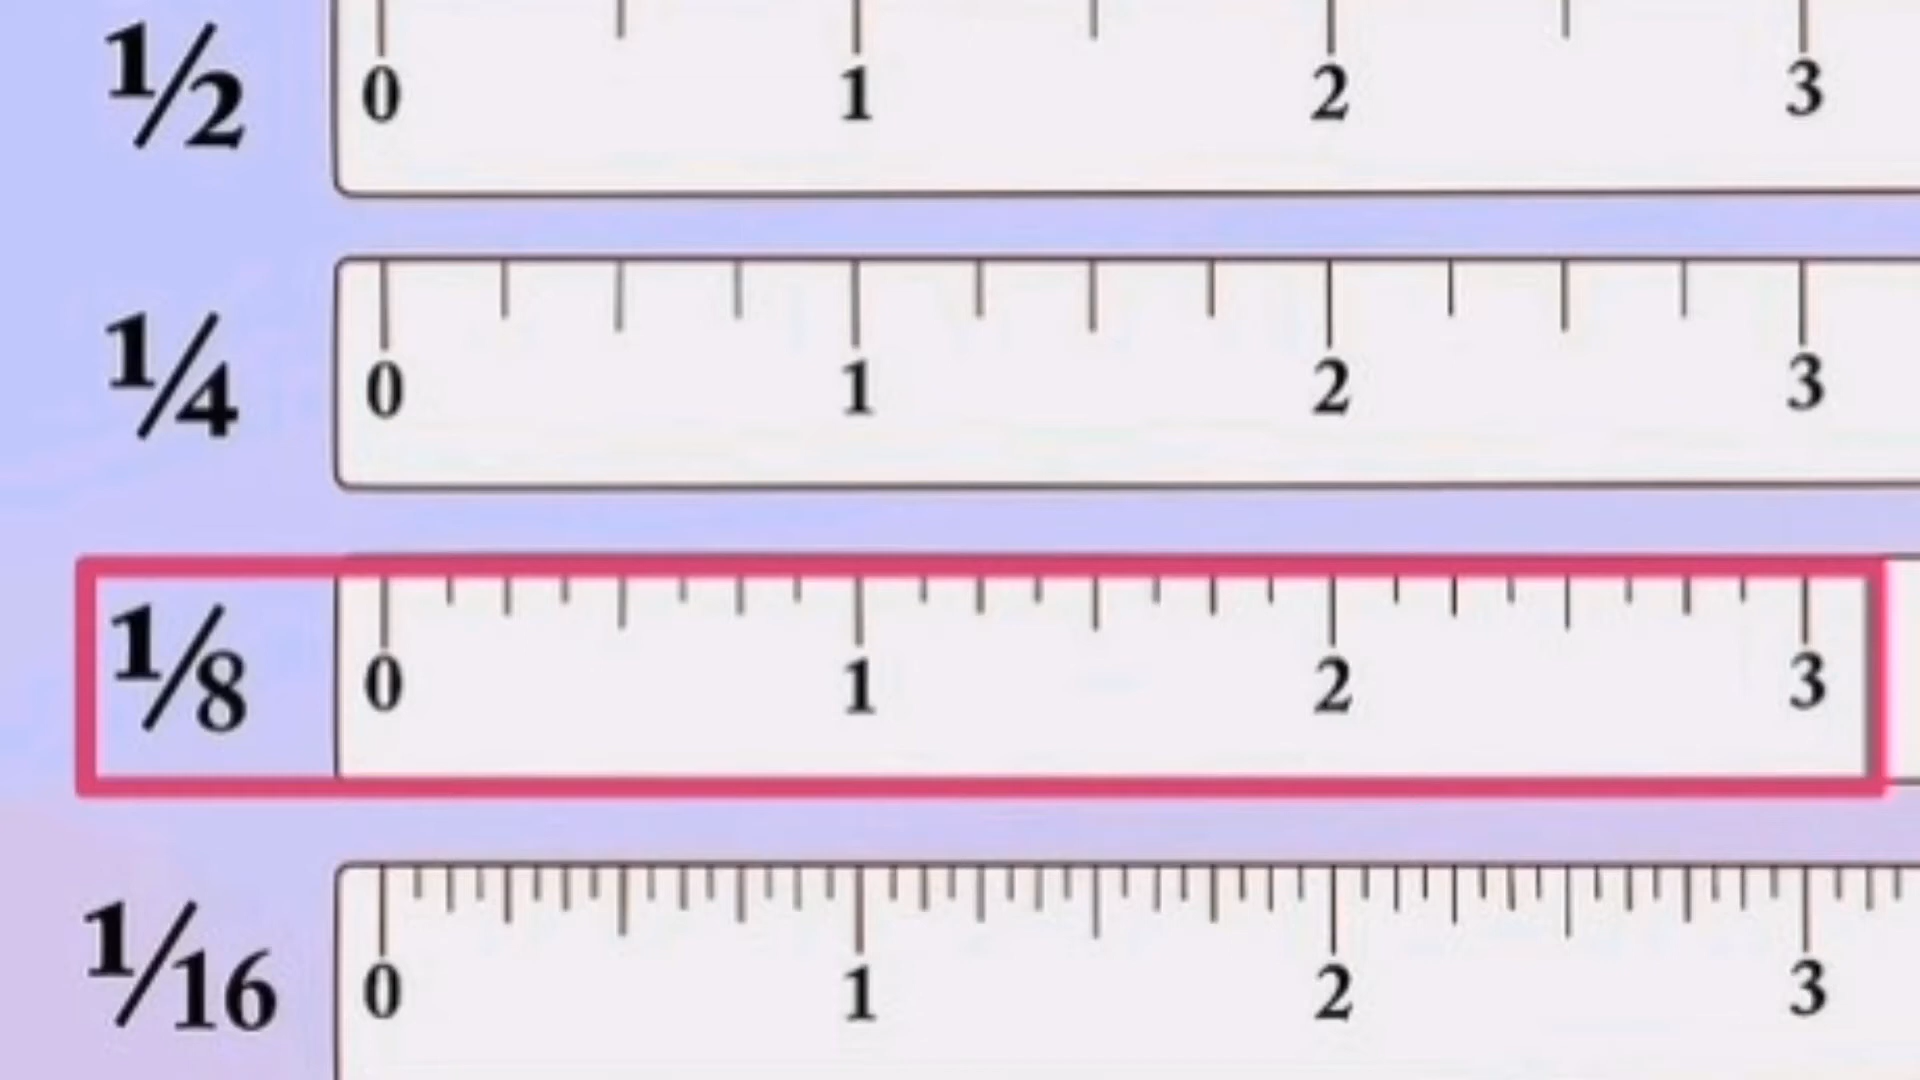 ½ 0 1 2 3
¼ 0 1 2 3
⅛ 0 1 2 3
1/16 0 1 2 3